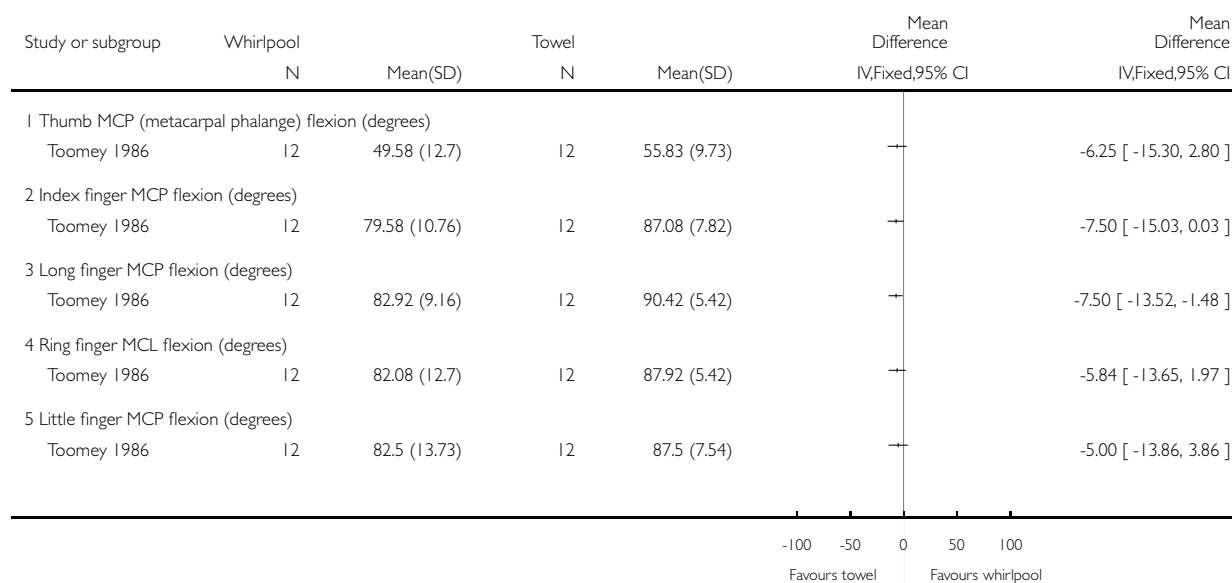 Study or subgroup Whirlpool Towel Mean Difference Mean Difference
N Mean(SD) N Mean(SD) IV,Fixed,95% CI IV,Fixed,95% CI
1 Thumb MCP (metacarpal phalange) flexion (degrees)
Toomey 1986 12 49.58 (12.7) 12 55.83 (9.73) -6.25 [ -15.30, 2.80 ]
2 Index finger MCP flexion (degrees)
Toomey 1986 12 79.58 (10.76) 12 87.08 (7.82) -7.50 [ -15.03, 0.03 ]
3 Long finger MCP flexion (degrees)
Toomey 1986 12 82.92 (9.16) 12 90.42 (5.42) -7.50 [ -13.52, -1.48 ]
4 Ring finger MCL flexion (degrees)
Toomey 1986 12 82.08 (12.7) 12 87.92 (5.42) -5.84 [ -13.65, 1.97 ]
5 Little finger MCP flexion (degrees)
Toomey 1986 12 82.5 (13.73) 12 87.5 (7.54) -5.00 [ -13.86, 3.86 ]
-100 -50 0 50 100
Favours towel Favours whirlpool